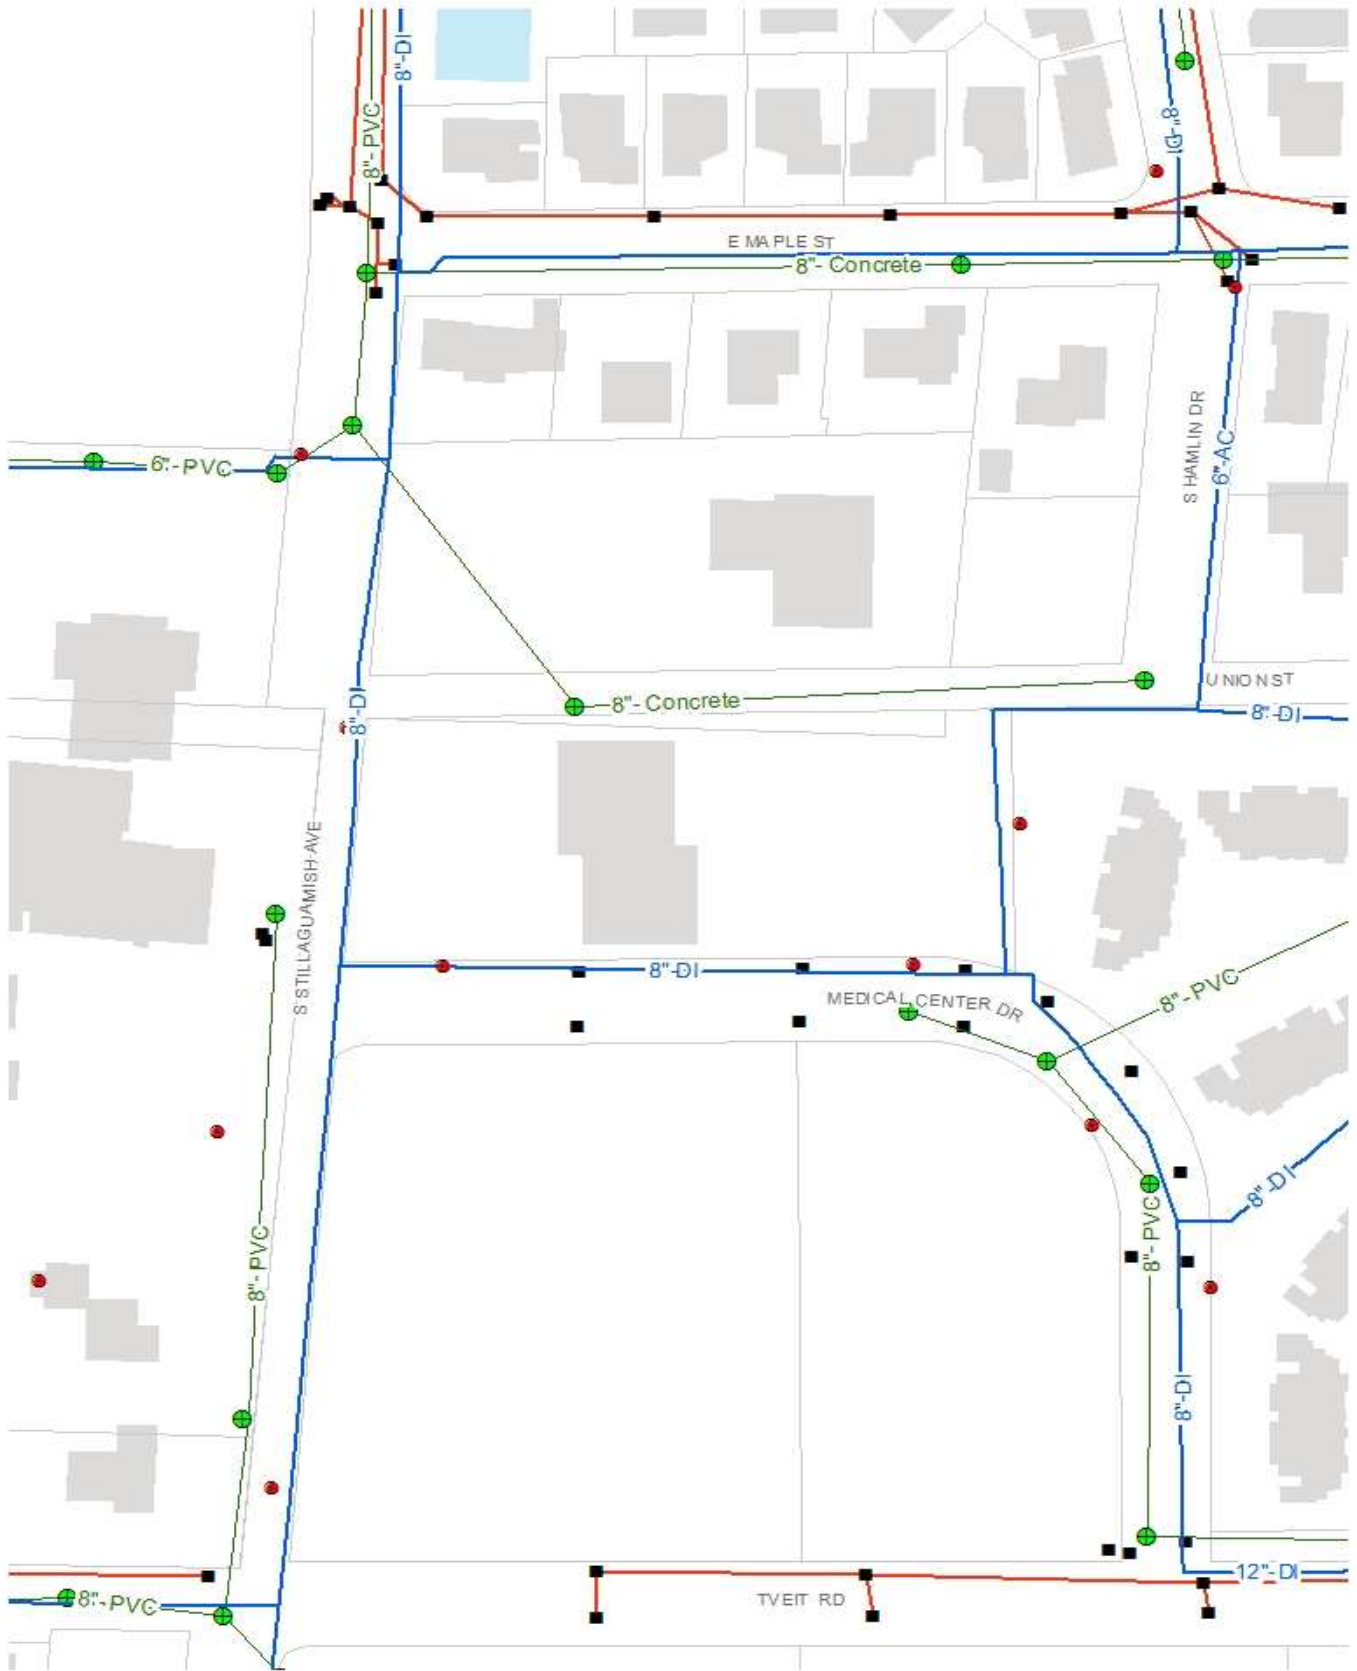 8"-DI
8"- PVC
8"-DI
E MAPLE ST
8"- Concrete
S HAMLIN DR
6"-AC
6"-PVC
UNION ST
8"-DI
8"- Concrete
8"-DI
S STILLAGUAMISH AVE
8"-DI
MEDICAL CENTER DR
8"-PVC
8"-DI
8"- PVC
8"- PVC
8"-DI
12"-DI
8"-PVC
TVEIT RD